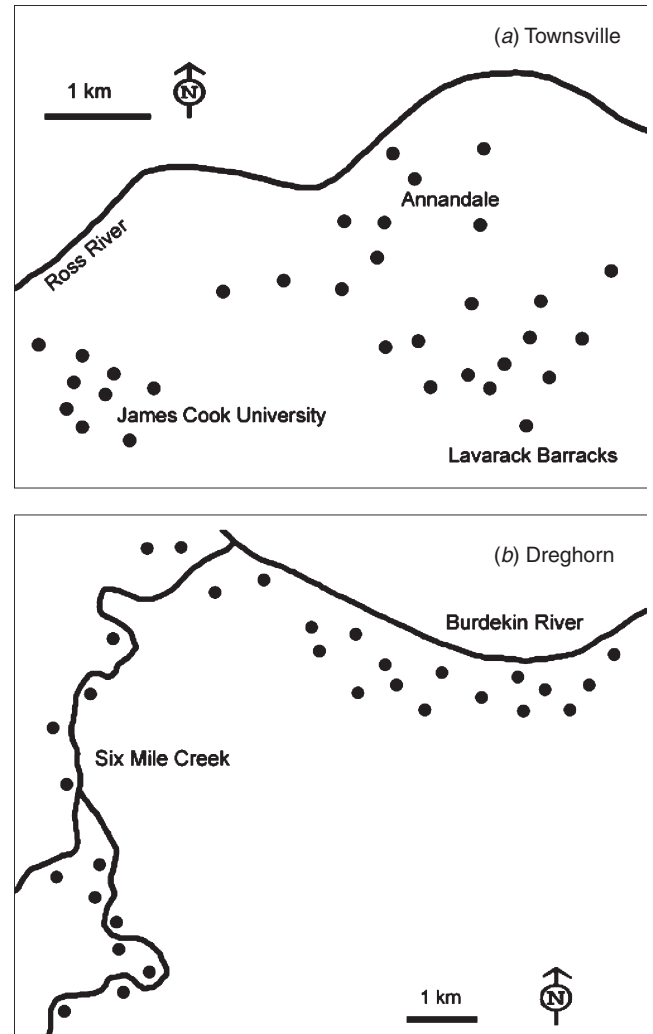 (a) Townsville
1 km
N
Annandale
Ross River
James Cook University
Lavarack Barracks
(b) Dreghorn
Burdekin River
Six Mile Creek
1 km
N